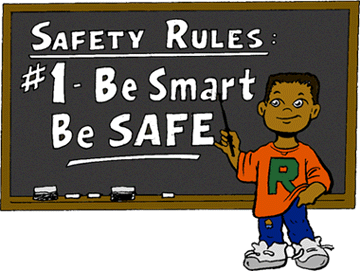 SAFETY RULES:
#1 - Be Smart
Be SAFE
R